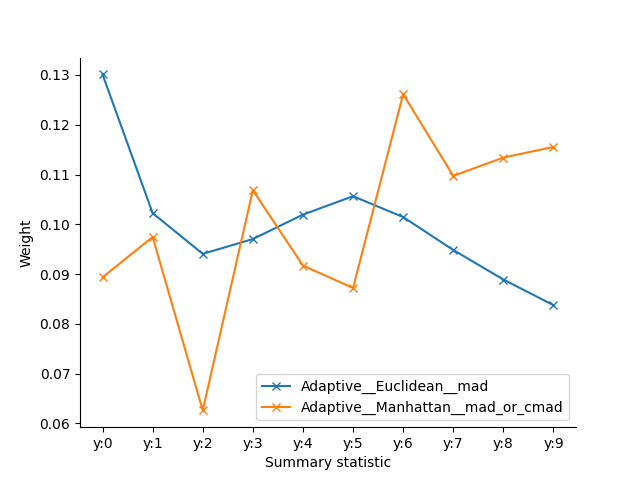 0.13
0.12
0.11
0.10
0.09
0.08
0.07
0.06
Weight
Adaptive__Euclidean__mad
Adaptive__Manhattan__mad_or_cmad
y:0 y:1 y:2 y:3 y:4 y:5 y:6 y:7 y:8 y:9
Summary statistic